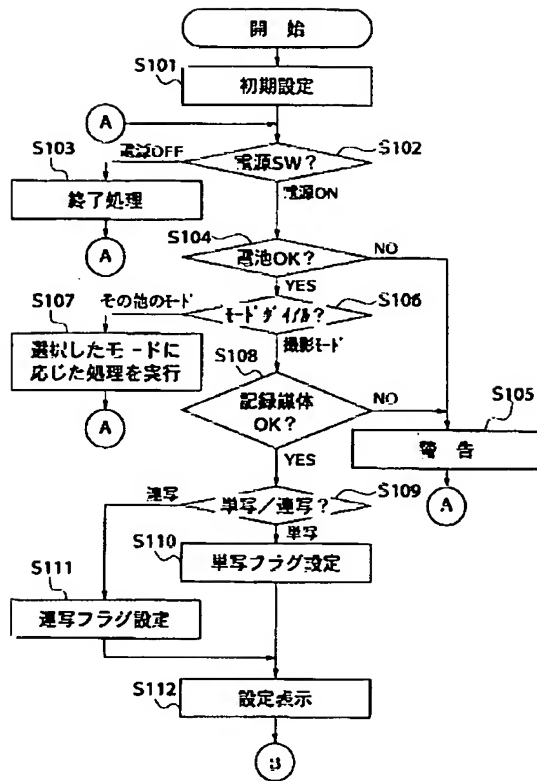 開 始
S101
初期設定
A
S102
電源SW?
S103
電源OFF
電源ON
終了処理
A
S104
電池OK?
NO
YES
S106
その他のモード
モードダイヤル?
S107
撮影モード
選択したモードに
応じた処理を実行
S108
記録媒体
OK?
NO
S105
A
警 告
YES
A
S109
連写
単写/連写?
単写
S110
単写フラグ設定
S111
連写フラグ設定
S112
設定表示
B